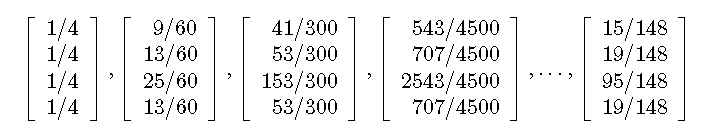 1/4 9/60 41/300 543/4500 15/148
1/4 13/60 53/300 707/4500 19/148
1/4 , 25/60 , 153/300 , 2543/4500 , . . . , 95/148
1/4 13/60 53/300 707/4500 19/148